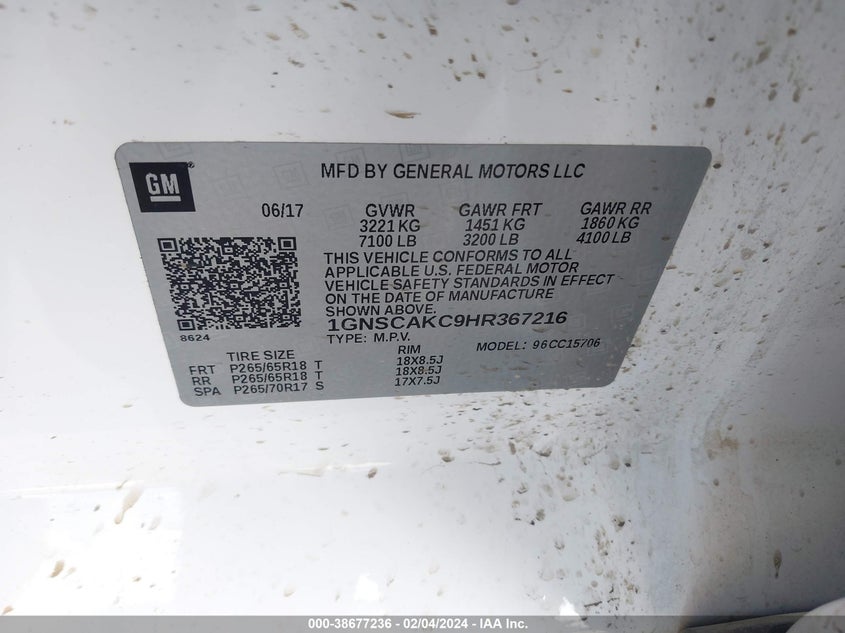 GM
MFD BY GENERAL MOTORS LLC
06/17 GVWR GAWR FRT GAWR RR
3221 KG 1451 KG 1860 KG
7100 LB 3200 LB 4100 LB
THIS VEHICLE CONFORMS TO ALL
APPLICABLE U.S. FEDERAL MOTOR
VEHICLE SAFETY STANDARDS IN EFFECT
ON THE DATE OF MANUFACTURE
SHOWN ABOVE.
1GNSCAKC9HR367216
8624
TYPE: M.P.V. MODEL: 96CC15706
TIRE SIZE RIM
FRT P265/65R18 T 18X8.5J
RR P265/65R18 T 18X8.5J
SPA P265/70R17 S 17X7.5J
000-38677236 - 02/04/2024 - IAA Inc.